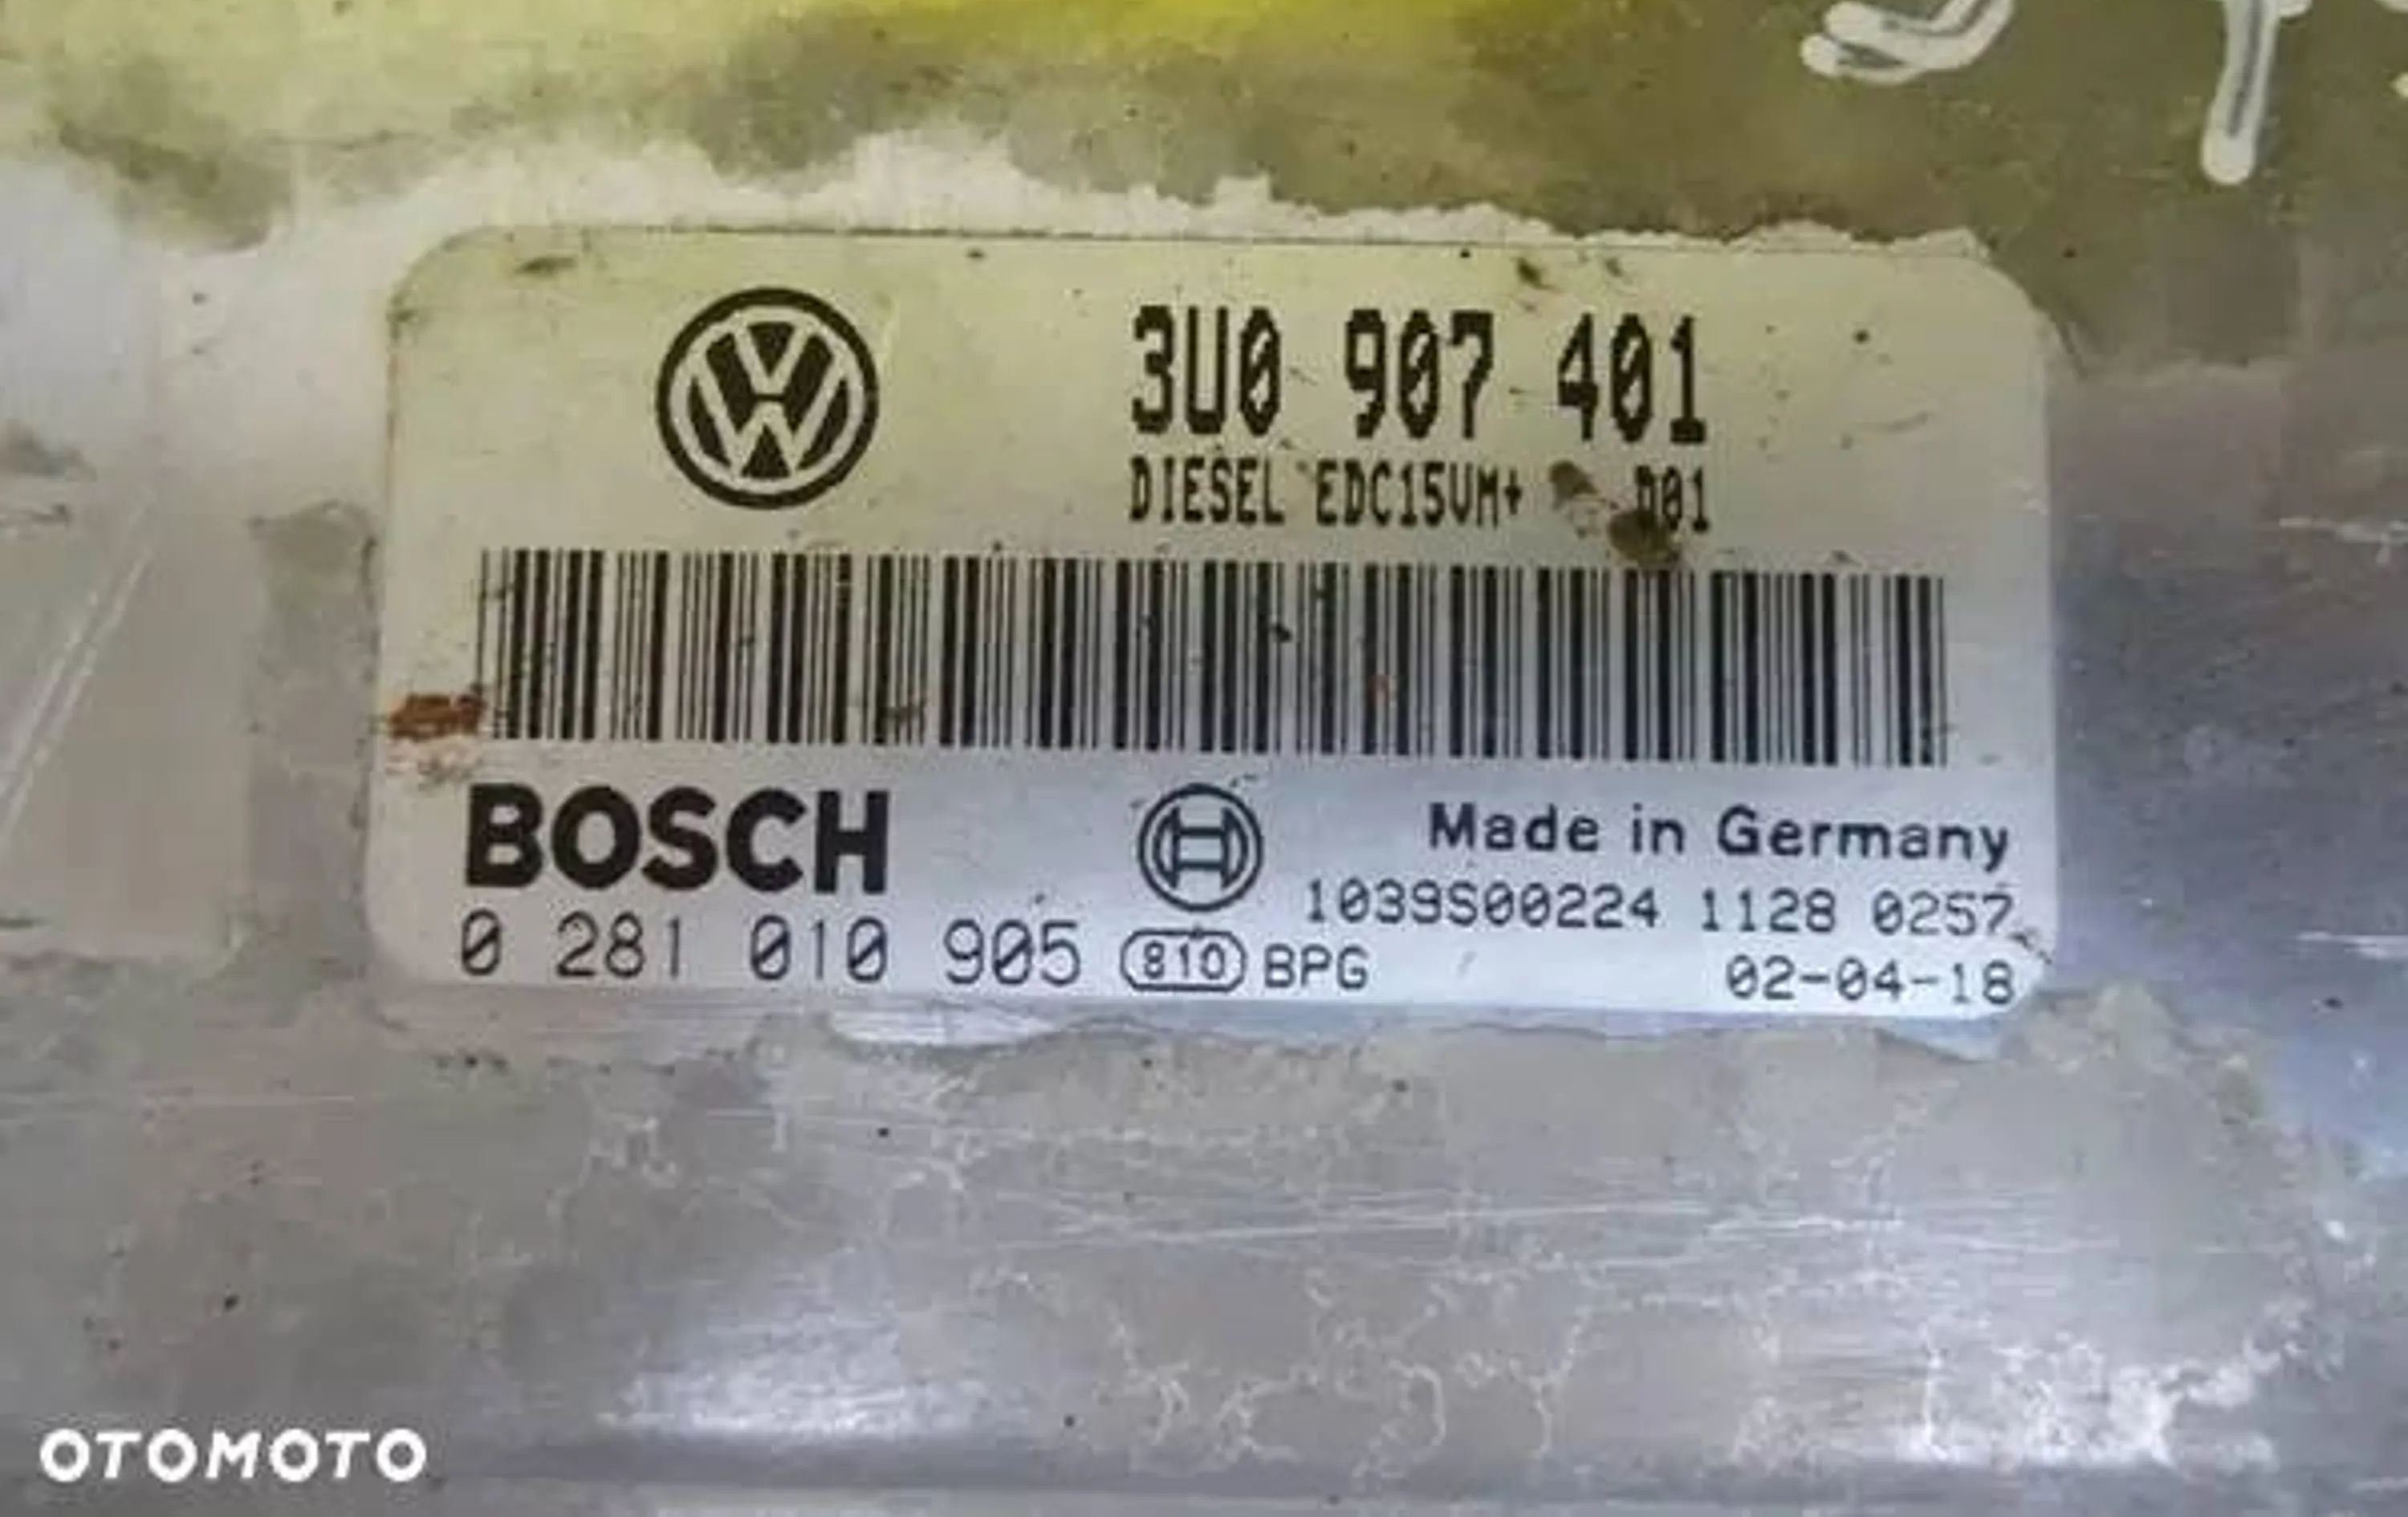 3U0 907 401
DIESEL EDC15VM+ D01
BOSCH
Made in Germany
1039S00224 1128 0257
0 281 010 905 810 BPG
02-04-18
OTOMOTO